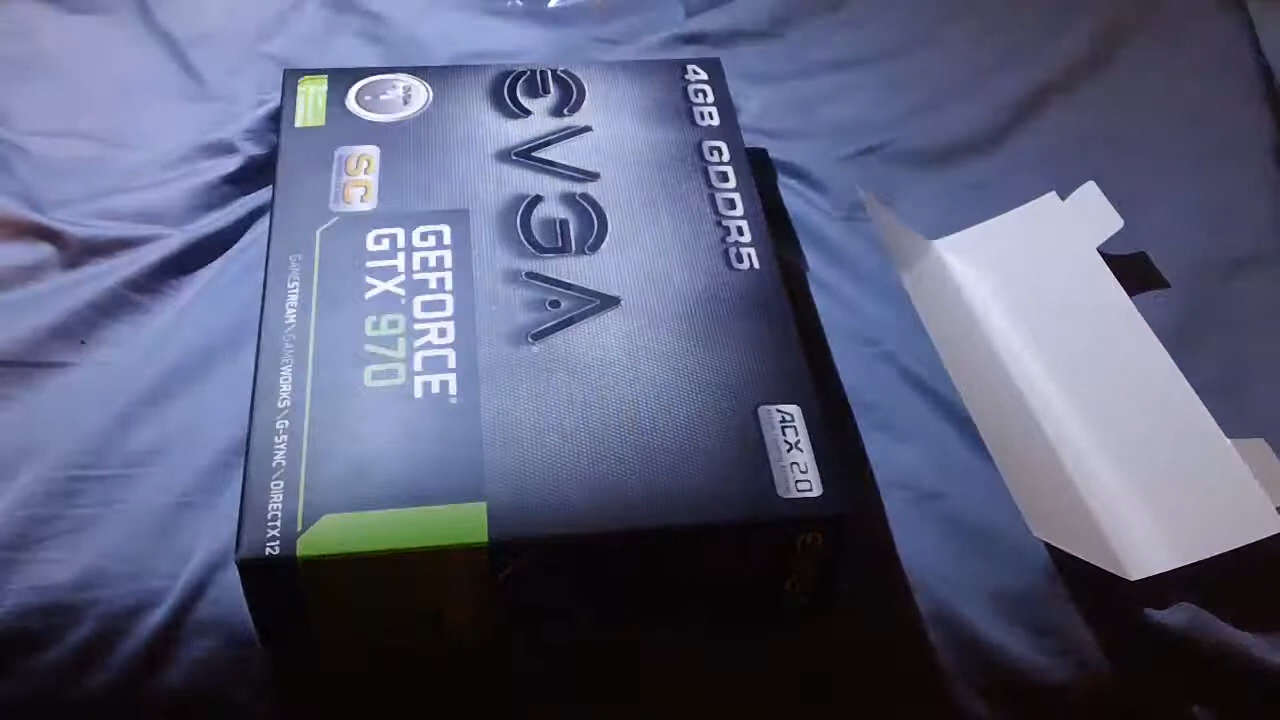 4GB GDDR5
EVGA
ACX 2.0
SC
GEFORCE®
GTX® 970
GAMESTREAM \ GAMEWORKS \ G-SYNC \ DIRECTX 12